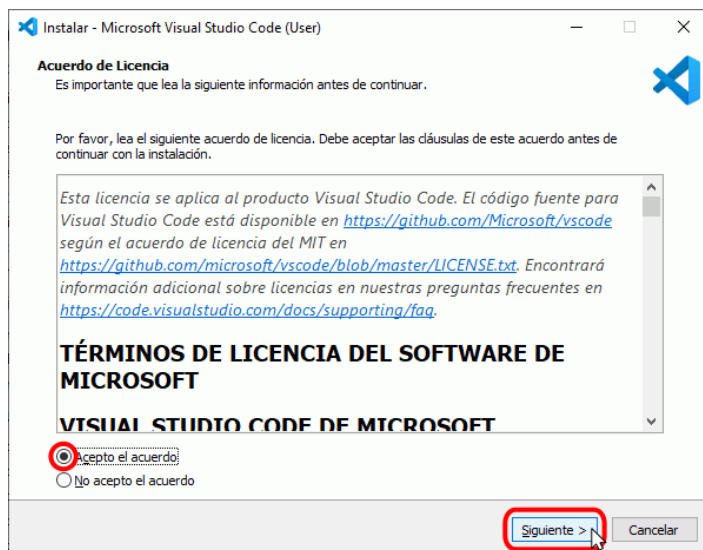 Instalar - Microsoft Visual Studio Code (User)
Acuerdo de Licencia
Es importante que lea la siguiente información antes de continuar.
Por favor, lea el siguiente acuerdo de licencia. Debe aceptar las cláusulas de este acuerdo antes de
continuar con la instalación.
Esta licencia se aplica al producto Visual Studio Code. El código fuente para
Visual Studio Code está disponible en https://github.com/Microsoft/vscode
según el acuerdo de licencia del MIT en
https://github.com/microsoft/vscode/blob/master/LICENSE.txt. Encontrará
información adicional sobre licencias en nuestras preguntas frecuentes en
https://code.visualstudio.com/docs/supporting/faq.
TÉRMINOS DE LICENCIA DEL SOFTWARE DE
MICROSOFT
VISUAL STUDIO CODE DE MICROSOFT
Acepto el acuerdo
No acepto el acuerdo
Siguiente > Cancelar